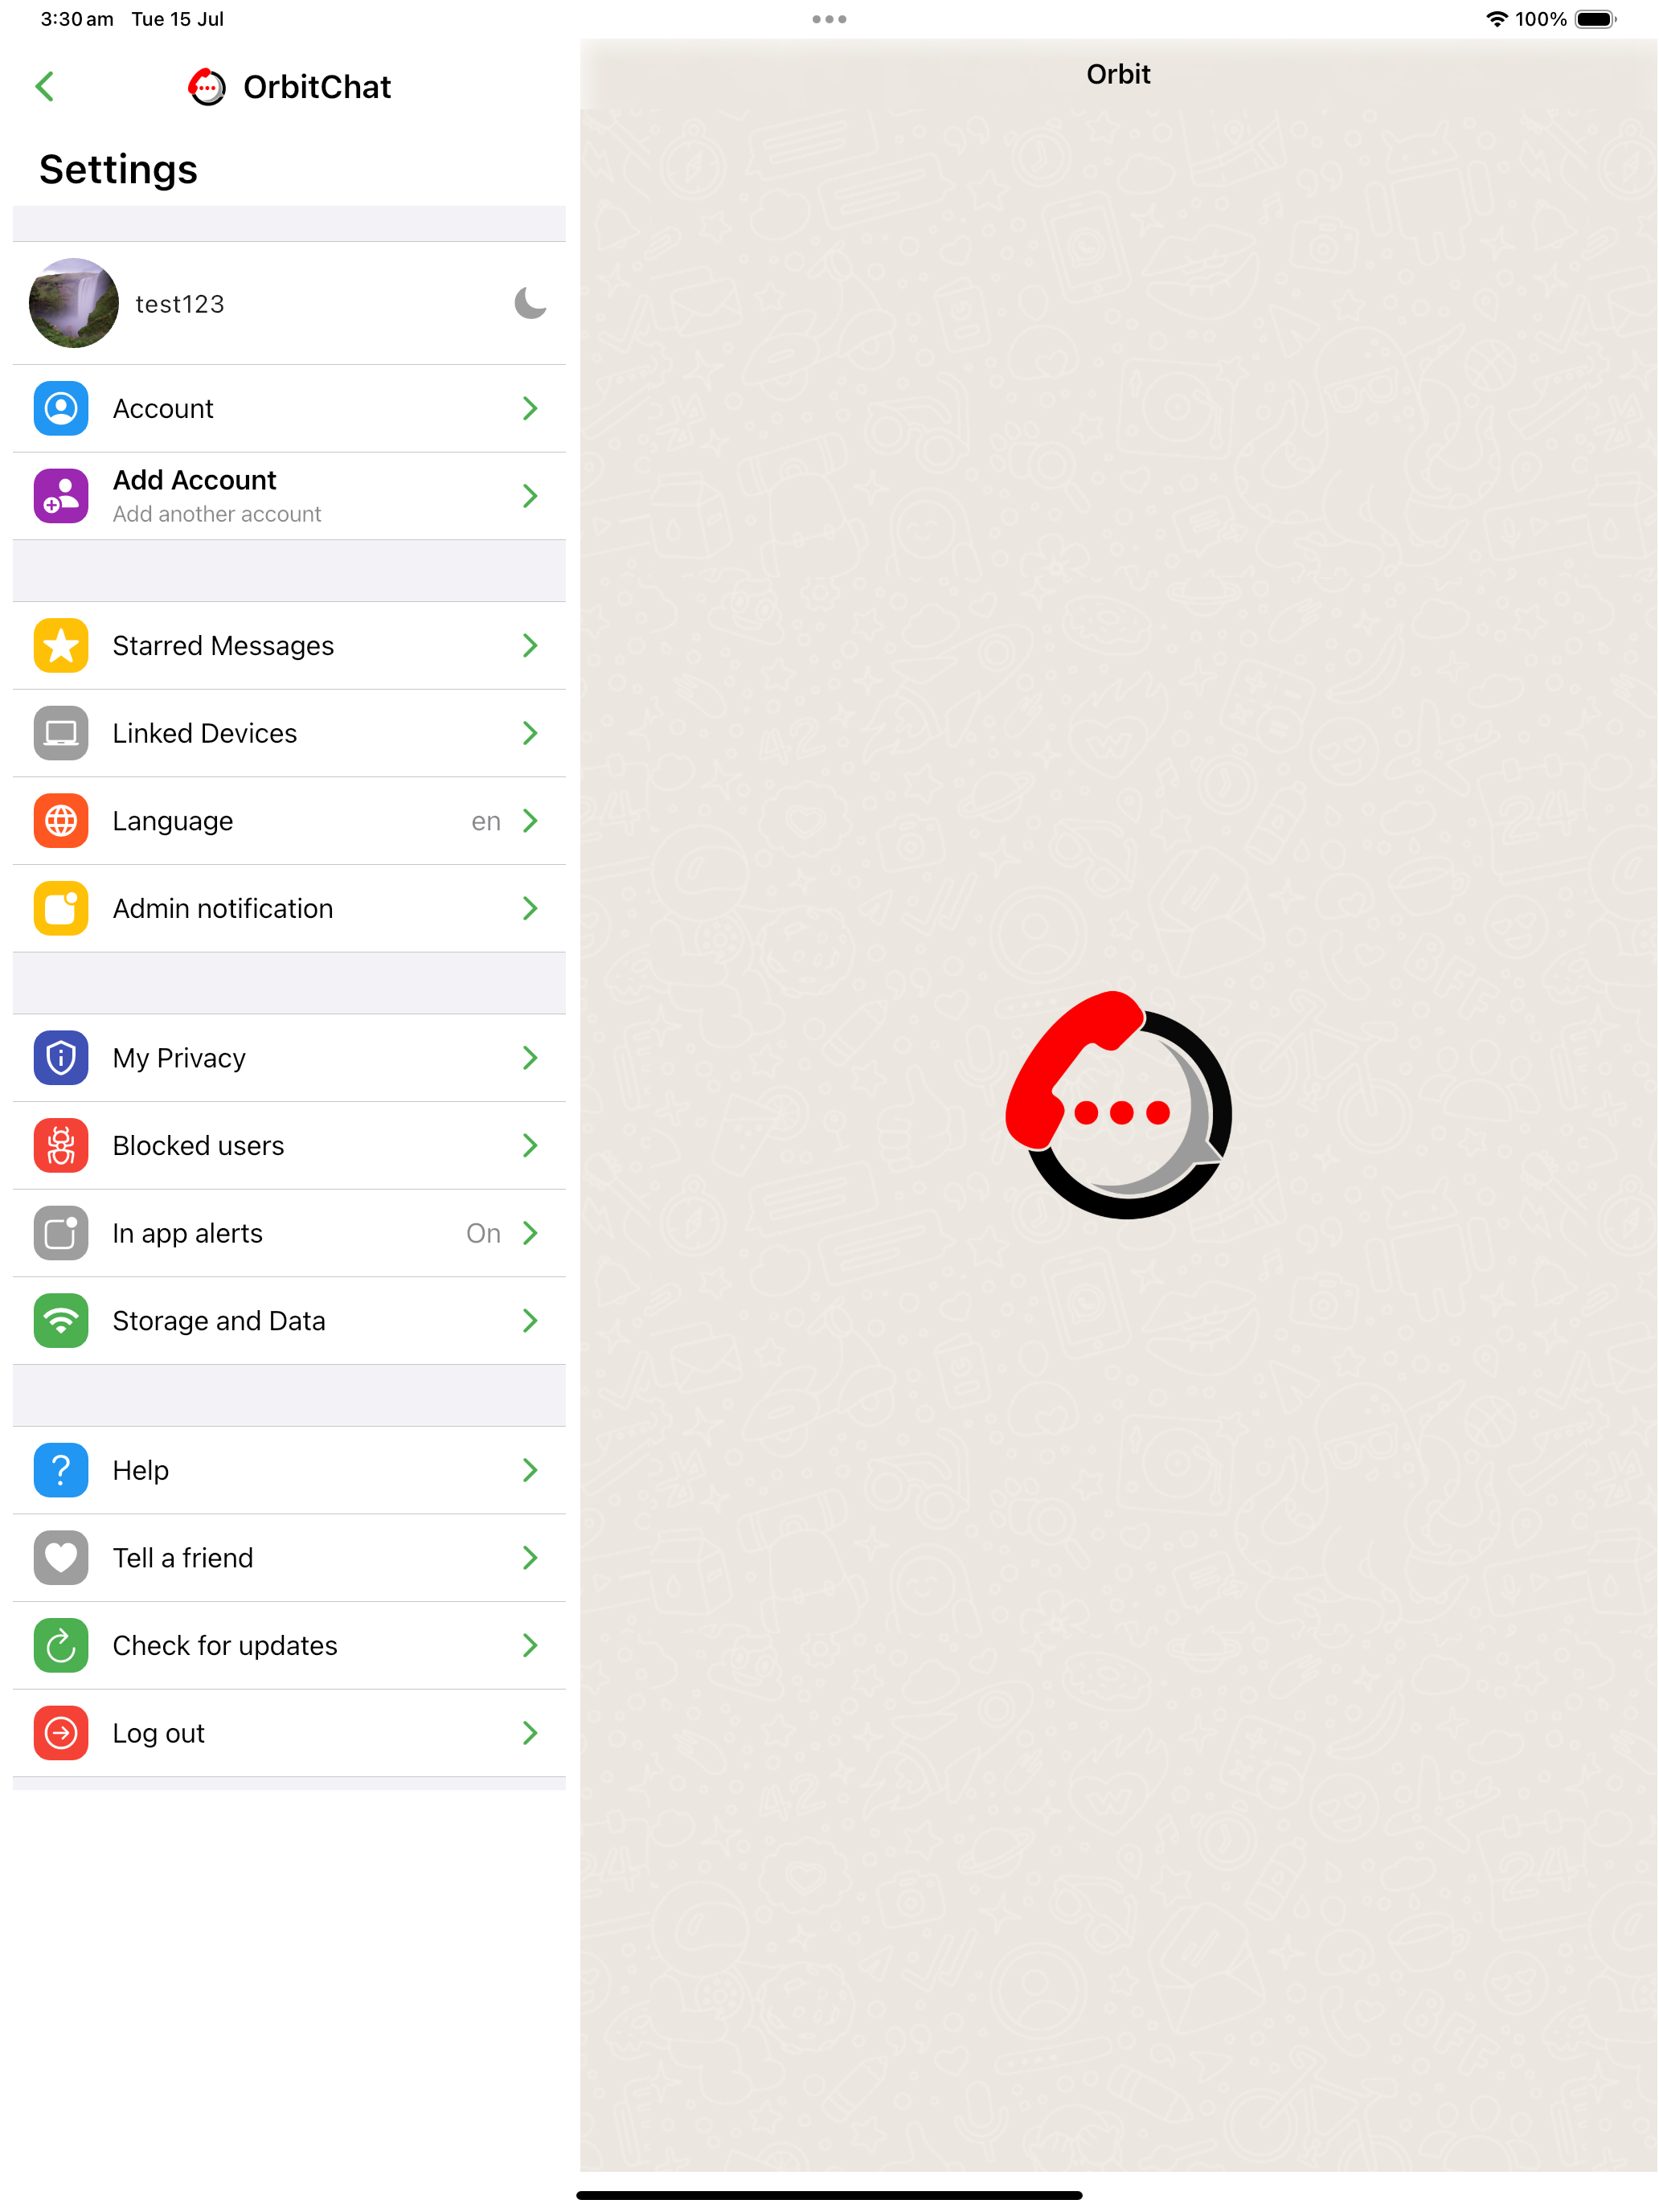 3:30 am Tue 15 Jul
100%
OrbitChat
Orbit
Settings
test123
Account
Add Account
Add another account
Starred Messages
Linked Devices
Language en
Admin notification
My Privacy
Blocked users
In app alerts On
Storage and Data
Help
Tell a friend
Check for updates
Log out